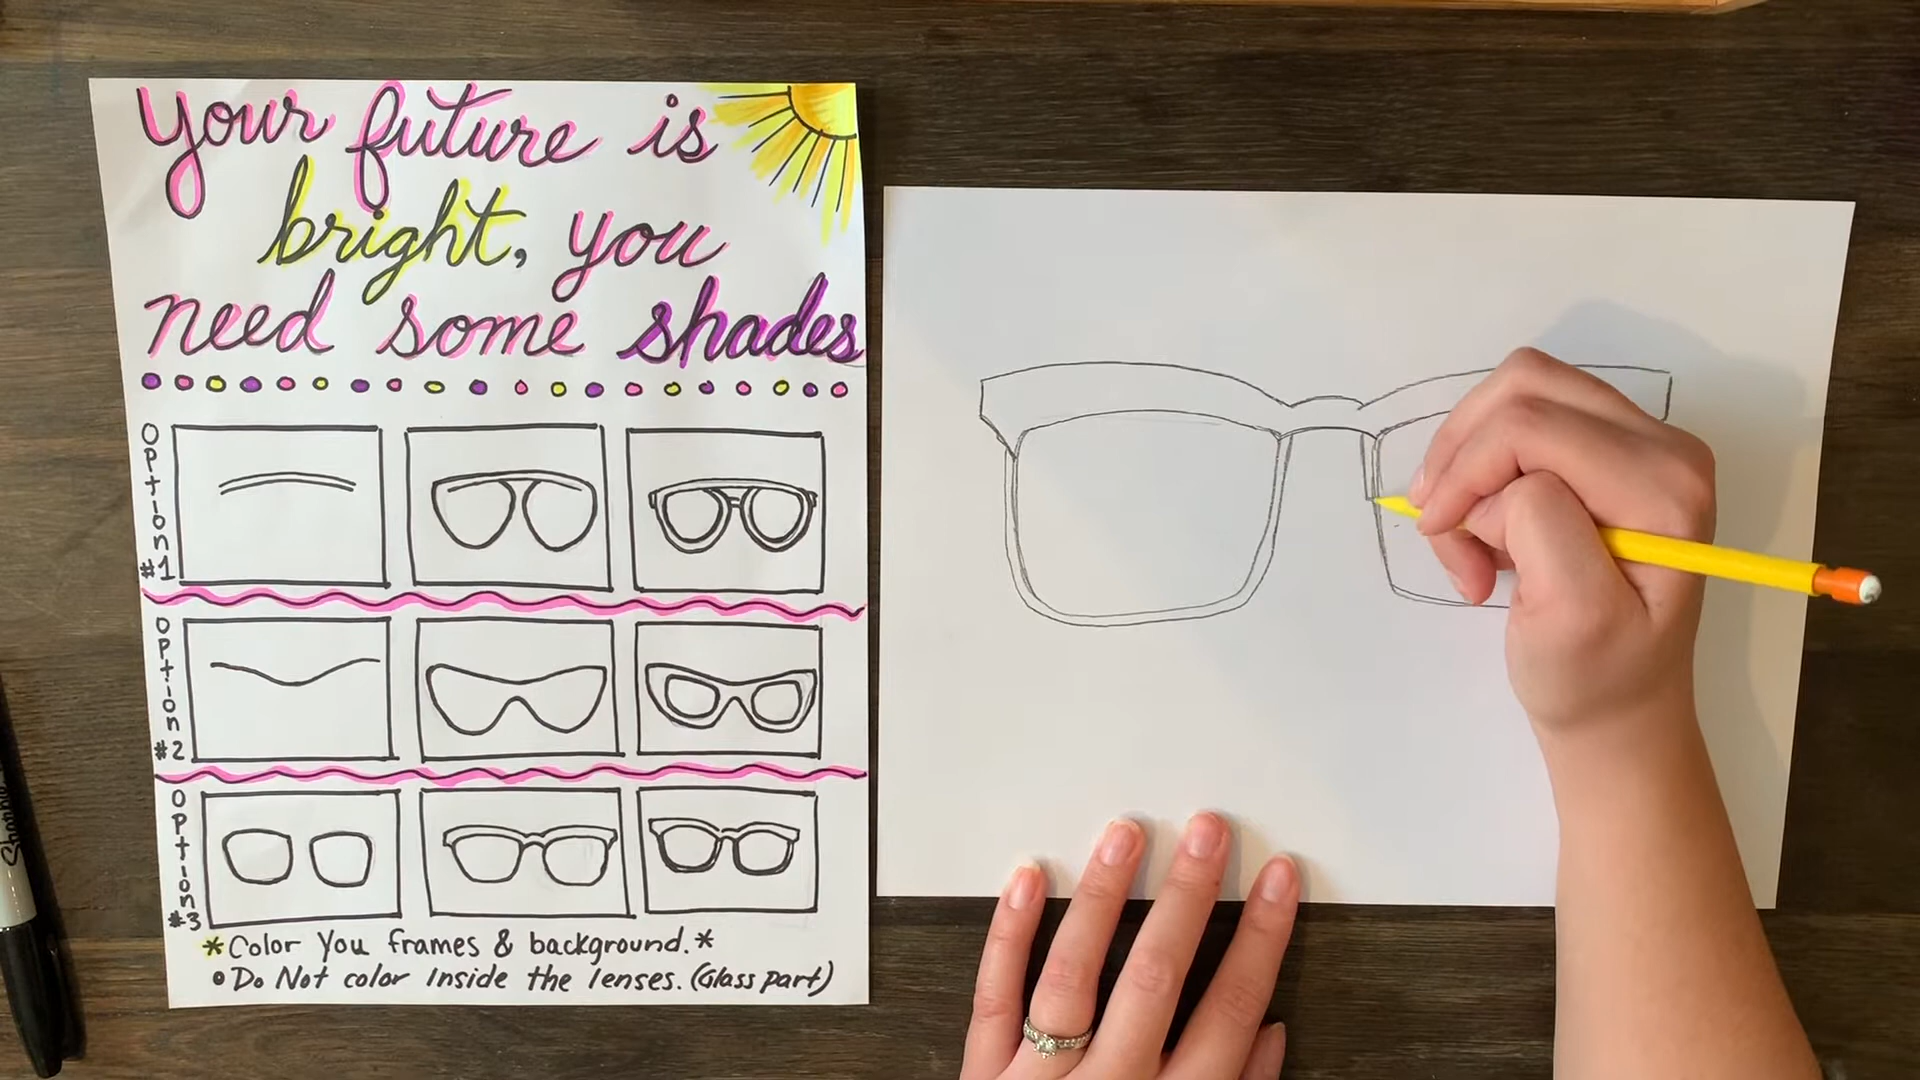 Your future is
bright, you
need some shades
Option #1
Option #2
Option #3
*Color You frames & background.*
•Do Not color inside the lenses. (Glass part)
Sharpie